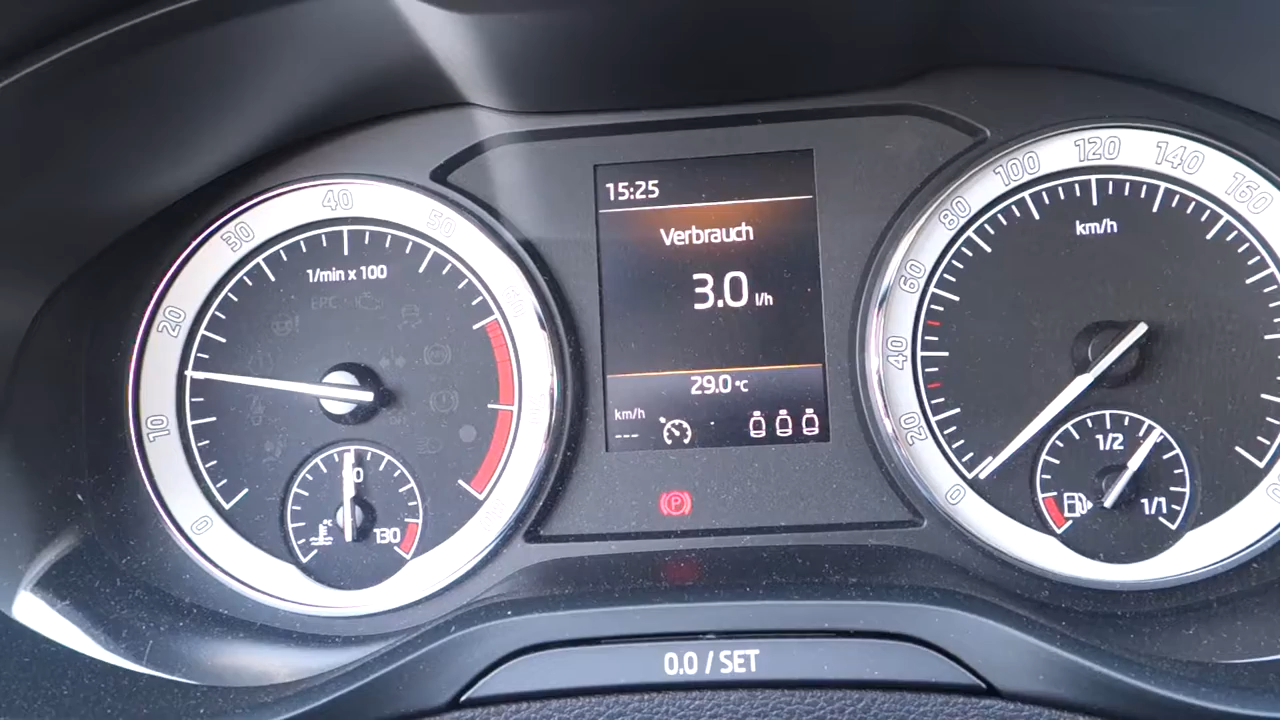 15:25
Verbrauch
3.0 l/h
29.0 °C
km/h
---
(P)
0.0 / SET
1/min x 100
0
10
20
30
40
50
EPC
90
°C
130
km/h
0
20
40
60
80
100
120
140
160
1/2
1/1